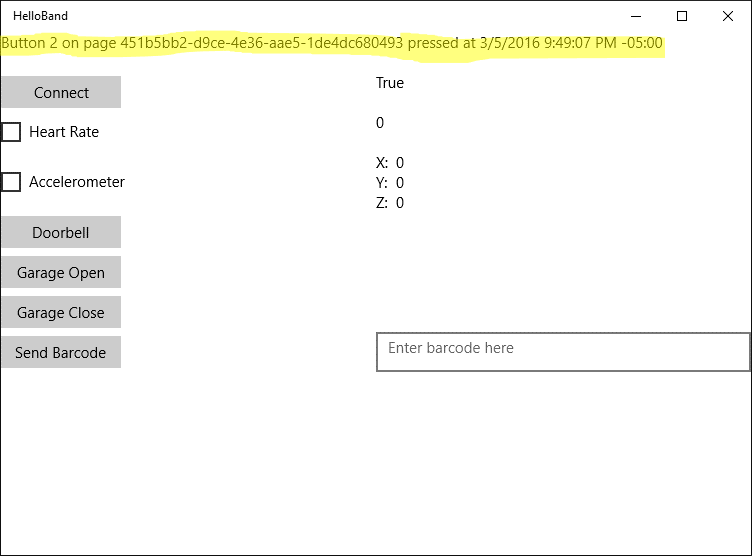 HelloBand
Button 2 on page 451b5bb2-d9ce-4e36-aae5-1de4dc680493 pressed at 3/5/2016 9:49:07 PM -05:00
Connect
True
Heart Rate
0
Accelerometer
X: 0
Y: 0
Z: 0
Doorbell
Garage Open
Garage Close
Send Barcode
Enter barcode here